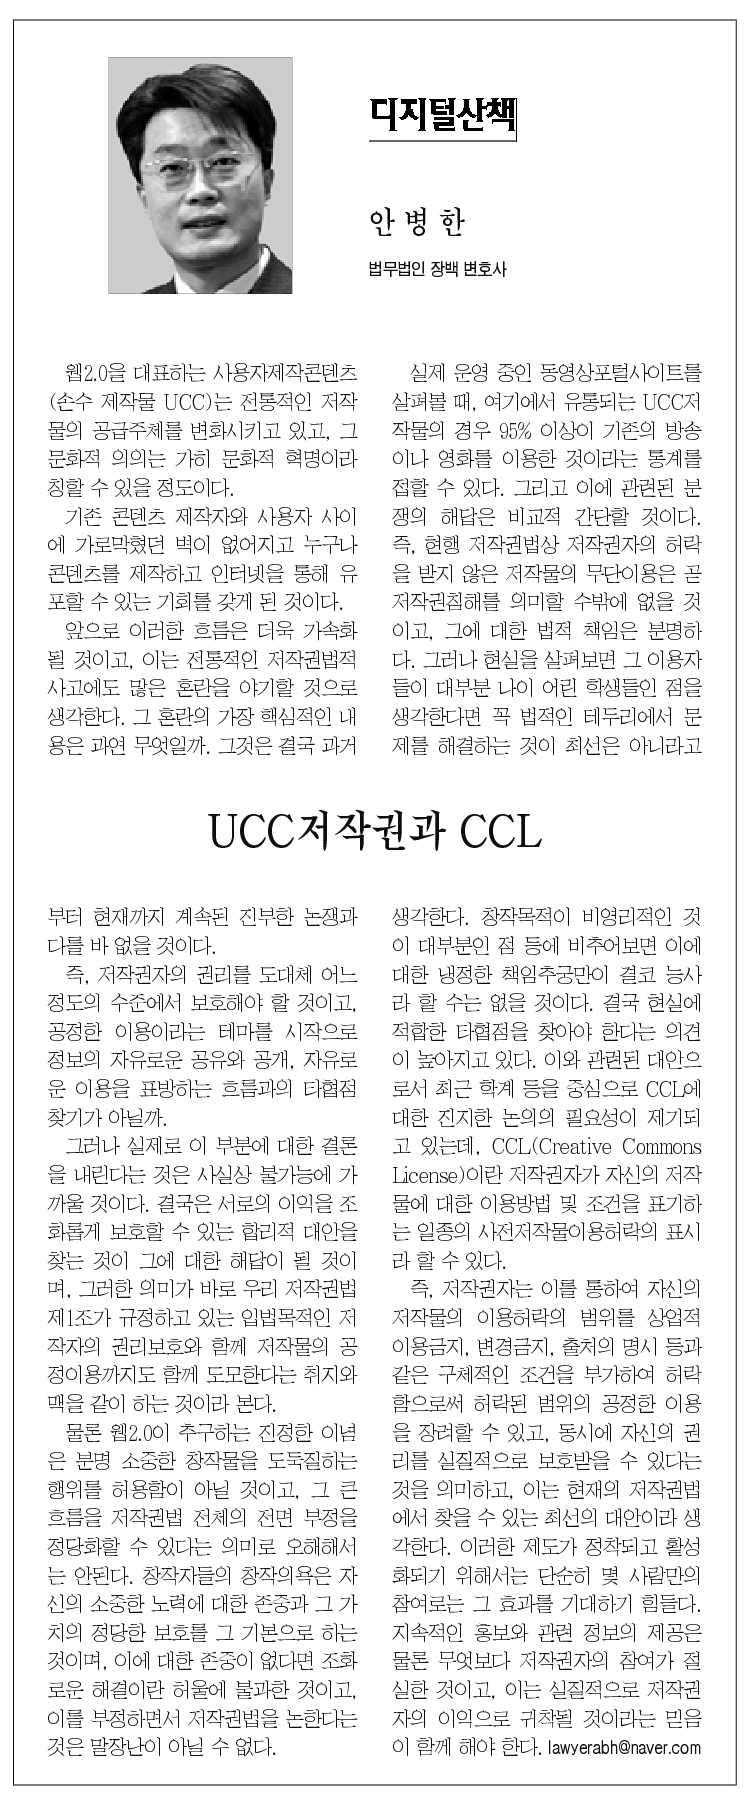 디지털산책
안 병 한
법무법인 장백 변호사
웹2.0을 대표하는 사용자제작콘텐츠
(손수 제작물 UCC)는 전통적인 저작
물의 공급주체를 변화시키고 있고, 그
문화적 의의는 가히 문화적 혁명이라
칭할 수 있을 정도이다.
기존 콘텐츠 제작자와 사용자 사이
에 가로막혔던 벽이 없어지고 누구나
콘텐츠를 제작하고 인터넷을 통해 유
포할 수 있는 기회를 갖게 된 것이다.
앞으로 이러한 흐름은 더욱 가속화
될 것이고, 이는 전통적인 저작권법적
사고에도 많은 혼란을 야기할 것으로
생각한다. 그 혼란의 가장 핵심적인 내
용은 과연 무엇일까. 그것은 결국 과거
UCC저작권과 CCL
부터 현재까지 계속된 진부한 논쟁과
다를 바 없을 것이다.
즉, 저작권자의 권리를 도대체 어느
정도의 수준에서 보호해야 할 것이고,
공정한 이용이라는 테마를 시작으로
정보의 자유로운 공유와 공개, 자유로
운 이용을 표방하는 흐름과의 타협점
찾기가 아닐까.
그러나 실제로 이 부분에 대한 결론
을 내린다는 것은 사실상 불가능에 가
까울 것이다. 결국은 서로의 이익을 조
화롭게 보호할 수 있는 합리적 대안을
찾는 것이 그에 대한 해답이 될 것이
며, 그러한 의미가 바로 우리 저작권법
제1조가 규정하고 있는 입법목적인 저
작자의 권리보호와 함께 저작물의 공
정이용까지도 함께 도모한다는 취지와
맥을 같이 하는 것이라 본다.
물론 웹2.0이 추구하는 진정한 이념
은 분명 소중한 창작물을 도둑질하는
행위를 허용함이 아닐 것이고, 그 큰
흐름을 저작권법 전체의 전면 부정을
정당화할 수 있다는 의미로 오해해서
는 안된다. 창작자들의 창작의욕은 자
신의 소중한 노력에 대한 존중과 그 가
치의 정당한 보호를 그 기본으로 하는
것이며, 이에 대한 존중이 없다면 조화
로운 해결이란 허울에 불과한 것이고,
이를 부정하면서 저작권법을 논한다는
것은 말장난이 아닐 수 없다.
실제 운영 중인 동영상포털사이트를
살펴볼 때, 여기에서 유통되는 UCC저
작물의 경우 95% 이상이 기존의 방송
이나 영화를 이용한 것이라는 통계를
접할 수 있다. 그리고 이에 관련된 분
쟁의 해답은 비교적 간단할 것이다.
즉, 현행 저작권법상 저작권자의 허락
을 받지 않은 저작물의 무단이용은 곧
저작권침해를 의미할 수밖에 없을 것
이고, 그에 대한 법적 책임은 분명하
다. 그러나 현실을 살펴보면 그 이용자
들이 대부분 나이 어린 학생들인 점을
생각한다면 꼭 법적인 테두리에서 문
제를 해결하는 것이 최선은 아니라고
생각한다. 창작목적이 비영리적인 것
이 대부분인 점 등에 비추어보면 이에
대한 냉정한 책임추궁만이 결코 능사
라 할 수는 없을 것이다. 결국 현실에
적합한 타협점을 찾아야 한다는 의견
이 높아지고 있다. 이와 관련된 대안으
로서 최근 학계 등을 중심으로 CCL에
대한 진지한 논의의 필요성이 제기되
고 있는데, CCL(Creative Commons
License)이란 저작권자가 자신의 저작
물에 대한 이용방법 및 조건을 표기하
는 일종의 사전저작물이용허락의 표시
라 할 수 있다.
즉, 저작권자는 이를 통하여 자신의
저작물의 이용허락의 범위를 상업적
이용금지, 변경금지, 출처의 명시 등과
같은 구체적인 조건을 부가하여 허락
함으로써 허락된 범위의 공정한 이용
을 장려할 수 있고, 동시에 자신의 권
리를 실질적으로 보호받을 수 있다는
것을 의미하고, 이는 현재의 저작권법
에서 찾을 수 있는 최선의 대안이라 생
각한다. 이러한 제도가 정착되고 활성
화되기 위해서는 단순히 몇 사람만의
참여로는 그 효과를 기대하기 힘들다.
지속적인 홍보와 관련 정보의 제공은
물론 무엇보다 저작권자의 참여가 절
실한 것이고, 이는 실질적으로 저작권
자의 이익으로 귀착될 것이라는 믿음
이 함께 해야 한다. lawyerabh@naver.com